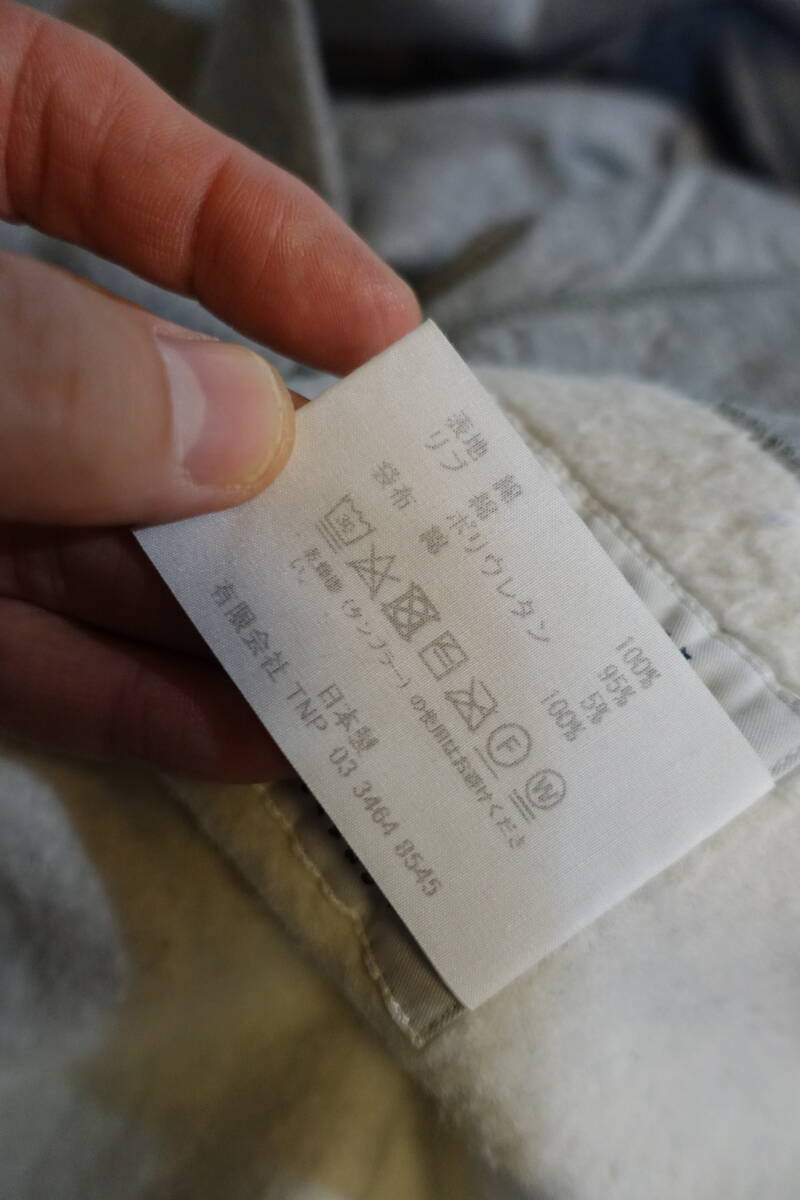 表地 綿 100%
リブ 綿 95%
ポリウレタン 5%
袋布 綿 100%
30 F W
・乾燥機（タンブラー）の使用はお避けくださ
い。
日本製
有限会社 TNP 03 3464 8545